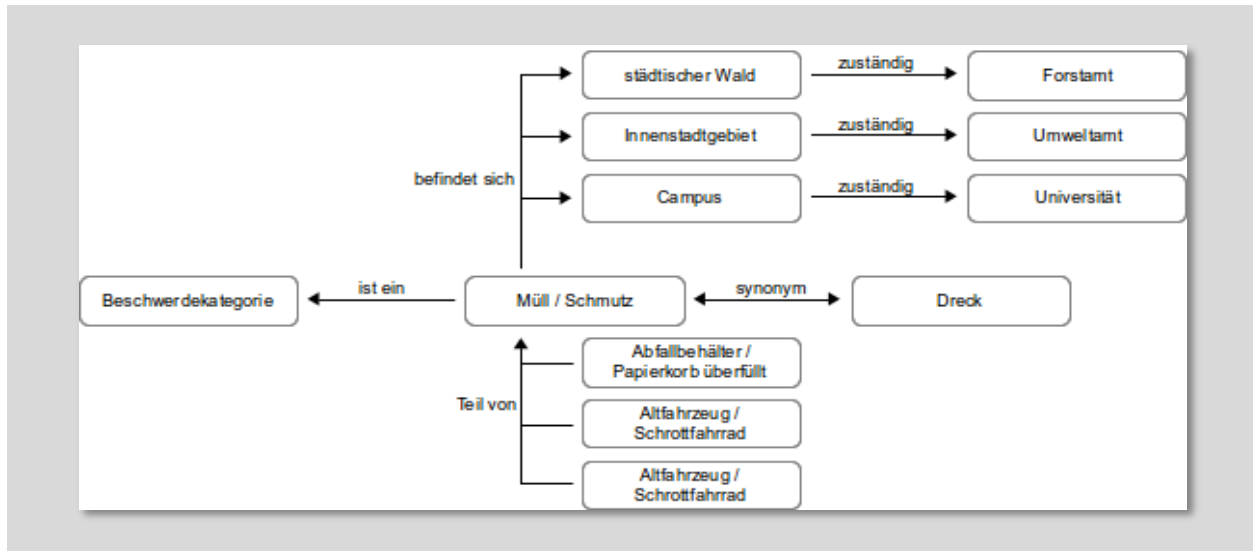 städtischer Wald
zuständig
Forstamt
Innenstadtgebiet
zuständig
Umweltamt
befindet sich
Campus
zuständig
Universität
Beschwerdekategorie
ist ein
Müll / Schmutz
synonym
Dreck
Abfallbehälter /
Papierkorb überfüllt
Teil von
Altfahrzeug /
Schrottfahrrad
Altfahrzeug /
Schrottfahrrad